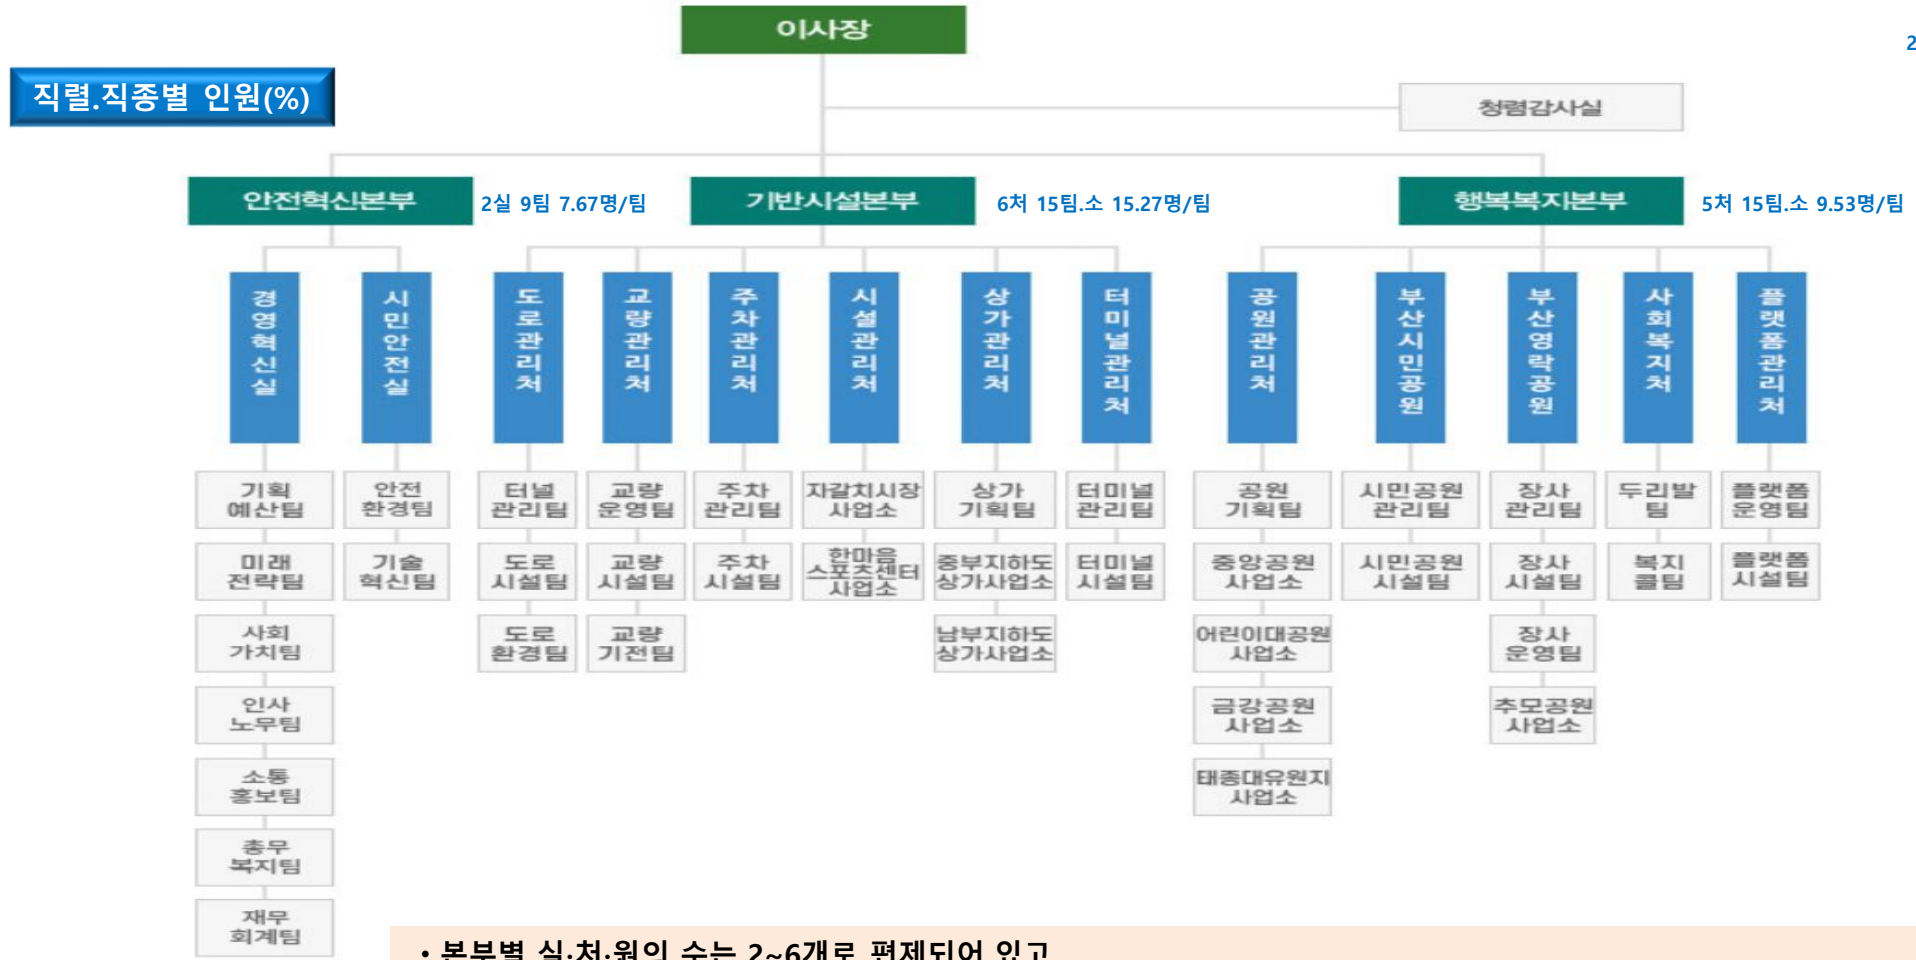 이사장
2
직렬.직종별 인원(%)
청렴감사실
안전혁신본부
2실 9팀 7.67명/팀
기반시설본부
6처 15팀.소 15.27명/팀
행복복지본부
5처 15팀.소 9.53명/팀
경영혁신실
시민안전실
도로관리처
교량관리처
주차관리처
시설관리처
상가관리처
터미널관리처
공원관리처
부산시민공원
부산영락공원
사회복지처
플랫폼관리처
기획
예산팀
안전
환경팀
터널
관리팀
교량
운영팀
주차
관리팀
자갈치시장
사업소
상가
기획팀
터미널
관리팀
공원
기획팀
시민공원
관리팀
장사
관리팀
두리발
팀
플랫폼
운영팀
미래
전략팀
기술
혁신팀
도로
시설팀
교량
시설팀
주차
시설팀
한마음
스포츠센터
사업소
중부지하도
상가사업소
터미널
시설팀
중앙공원
사업소
시민공원
시설팀
장사
시설팀
복지
콜팀
플랫폼
시설팀
사회
가치팀
도로
환경팀
교량
기전팀
남부지하도
상가사업소
어린이대공원
사업소
장사
운영팀
인사
노무팀
금강공원
사업소
추모공원
사업소
소통
홍보팀
태종대유원지
사업소
총무
복지팀
재무
회계팀
• 본부별 실·처·원의 수는 2~6개로 편제되어 있고